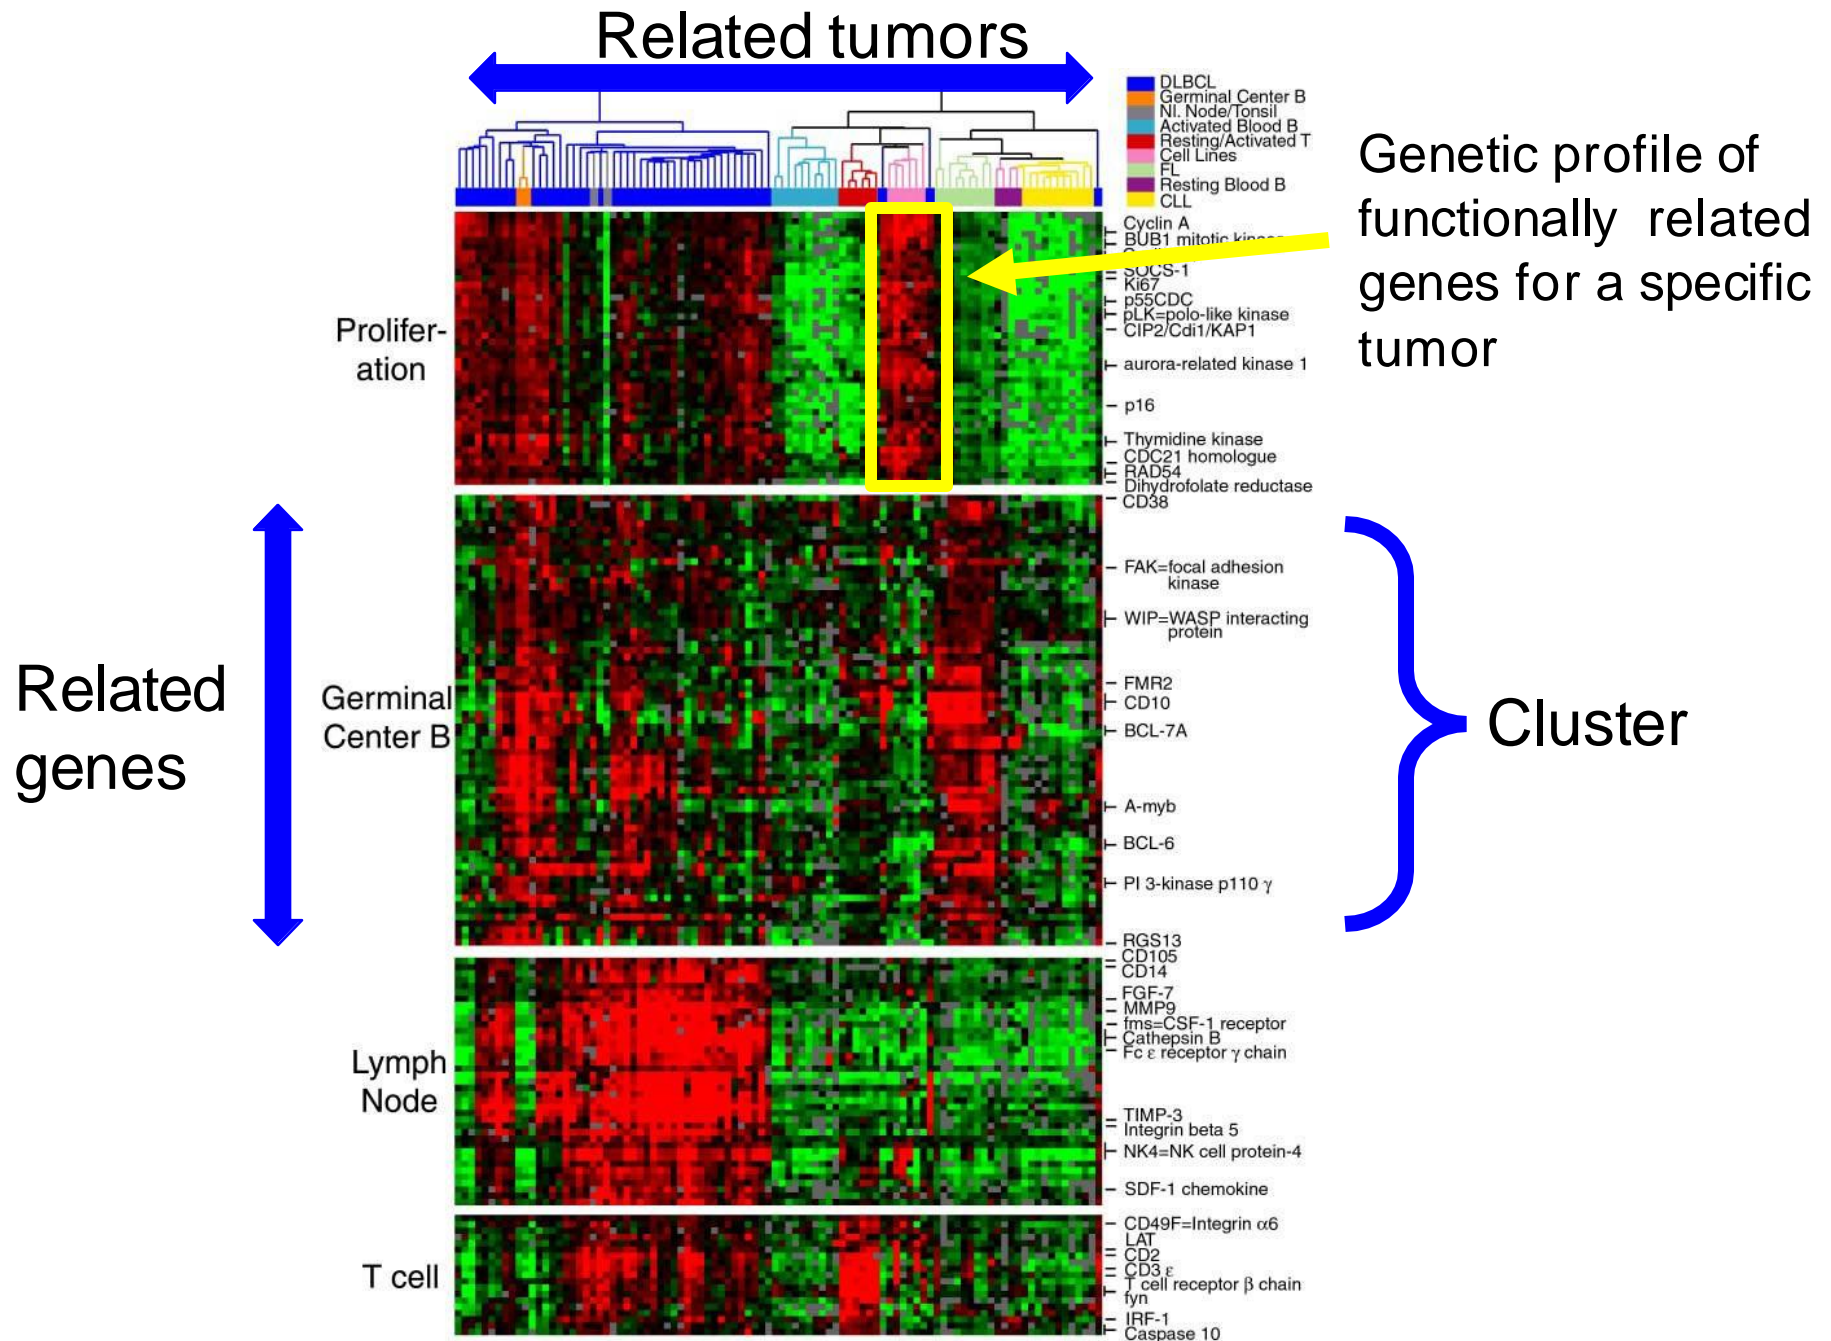 Related tumors
DLBCL
Germinal Center B
Nl. Node/Tonsil
Activated Blood B
Resting/Activated T
Cell Lines
FL
Resting Blood B
CLL
Genetic profile of
functionally related
genes for a specific
tumor
Prolifer-
ation
Cyclin A
BUB1 mitotic kinase
SOCS-1
Ki67
p55CDC
pLK=polo-like kinase
CIP2/Cdi1/KAP1
aurora-related kinase 1
p16
Thymidine kinase
CDC21 homologue
RAD54
Dihydrofolate reductase
Related
genes
Germinal
Center B
CD38
FAK=focal adhesion
kinase
WIP=WASP interacting
protein
FMR2
CD10
BCL-7A
A-myb
BCL-6
PI 3-kinase p110 γ
RGS13
Cluster
Lymph
Node
CD105
CD14
FGF-7
MMP9
fms=CSF-1 receptor
Cathepsin B
Fc ε receptor γ chain
TIMP-3
Integrin beta 5
NK4=NK cell protein-4
SDF-1 chemokine
T cell
CD49F=Integrin α6
LAT
CD2
CD3 ε
T cell receptor β chain
fyn
IRF-1
Caspase 10